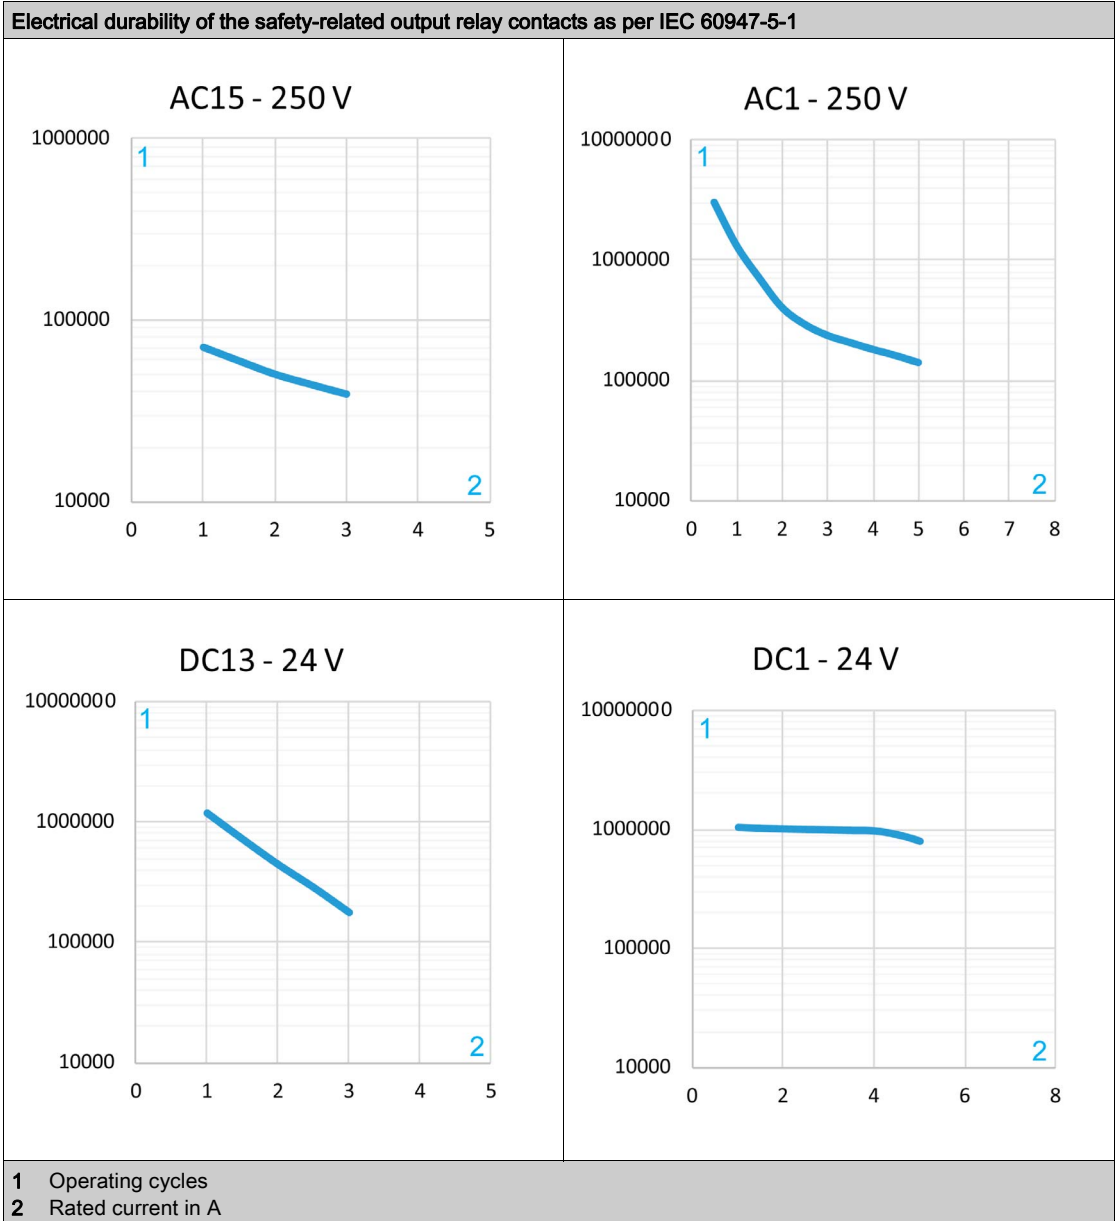 Electrical durability of the safety-related output relay contacts as per IEC 60947-5-1
AC15 - 250 V
1000000
1
100000
10000
2
0 1 2 3 4 5
AC1 - 250 V
10000000
1
1000000
100000
10000
2
0 1 2 3 4 5 6 7 8
DC13 - 24 V
10000000
1
1000000
100000
10000
2
0 1 2 3 4 5
DC1 - 24 V
10000000
1
1000000
100000
10000
2
0 2 4 6 8
1 Operating cycles
2 Rated current in A